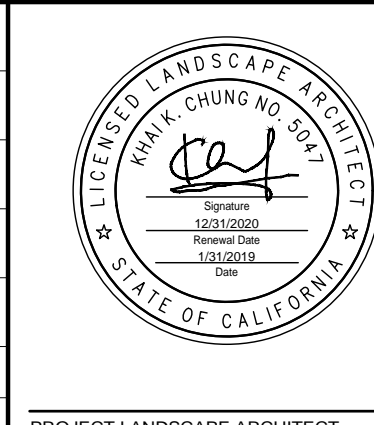 LICENSED LANDSCAPE ARCHITECT
KHAI K. CHUNG NO. 5047
Signature
12/31/2020
Renewal Date
1/31/2019
Date
STATE OF CALIFORNIA
PROJECT LANDSCAPE ARCHITECT